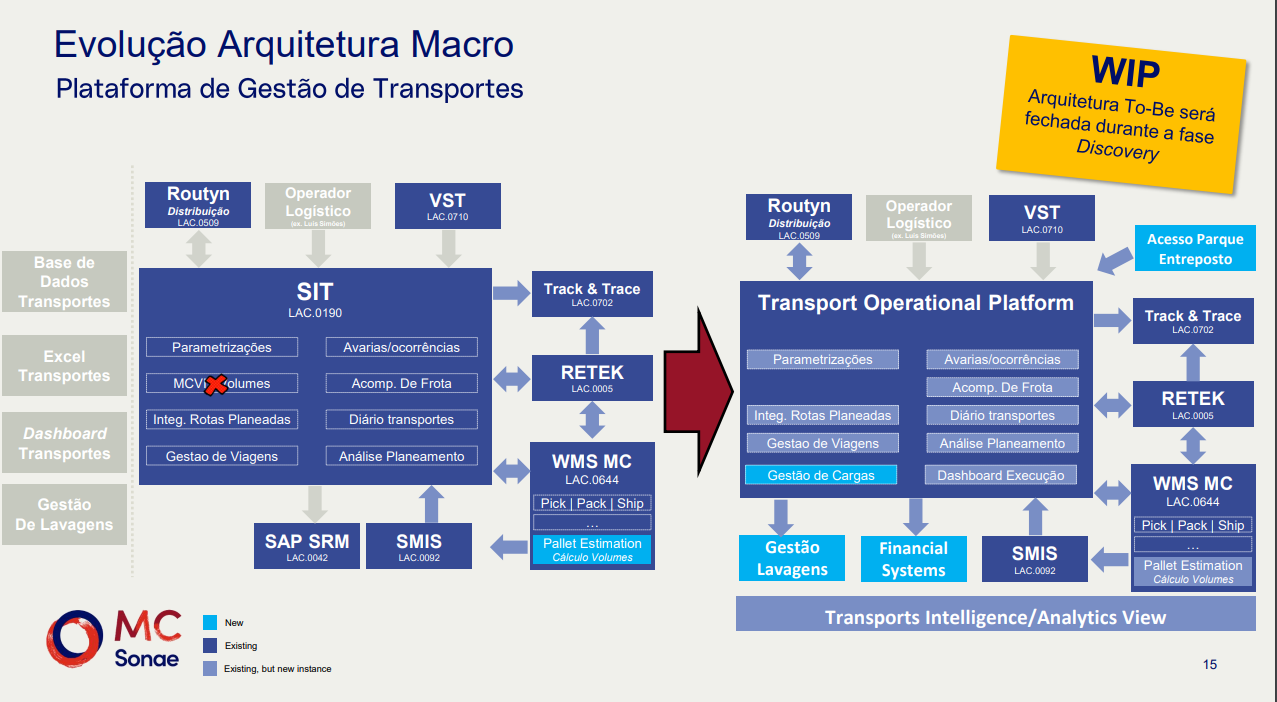 Evolução Arquitetura Macro
Plataforma de Gestão de Transportes
WIP
Arquitetura To-Be será
fechada durante a fase
Discovery
Base de
Dados
Transportes
Excel
Transportes
Dashboard
Transportes
Gestão
De Lavagens
Routyn
Distribuição
LAC.0509
Operador
Logístico
(ex. Luis Simões)
VST
LAC.0710
SIT
LAC.0190
Parametrizações
Avarias/ocorrências
Acomp. De Frota
Integ. Rotas Planeadas
Diário transportes
Gestao de Viagens
Análise Planeamento
Track & Trace
LAC.0702
RETEK
LAC.0005
WMS MC
LAC.0644
Pick | Pack | Ship
...
Pallet Estimation
Cálculo Volumes
SAP SRM
LAC.0042
SMIS
LAC.0092
Routyn
Distribuição
LAC.0509
Operador
Logístico
(ex. Luis Simões)
VST
LAC.0710
Acesso Parque
Entreposto
Transport Operational Platform
Parametrizações
Avarias/ocorrências
Acomp. De Frota
Integ. Rotas Planeadas
Diário transportes
Gestao de Viagens
Análise Planeamento
Gestão de Cargas
Dashboard Execução
Track & Trace
LAC.0702
RETEK
LAC.0005
WMS MC
LAC.0644
Pick | Pack | Ship
...
Pallet Estimation
Cálculo Volumes
Gestão
Lavagens
Financial
Systems
SMIS
LAC.0092
Transports Intelligence/Analytics View
MC
Sonae
New
Existing
Existing, but new instance
15